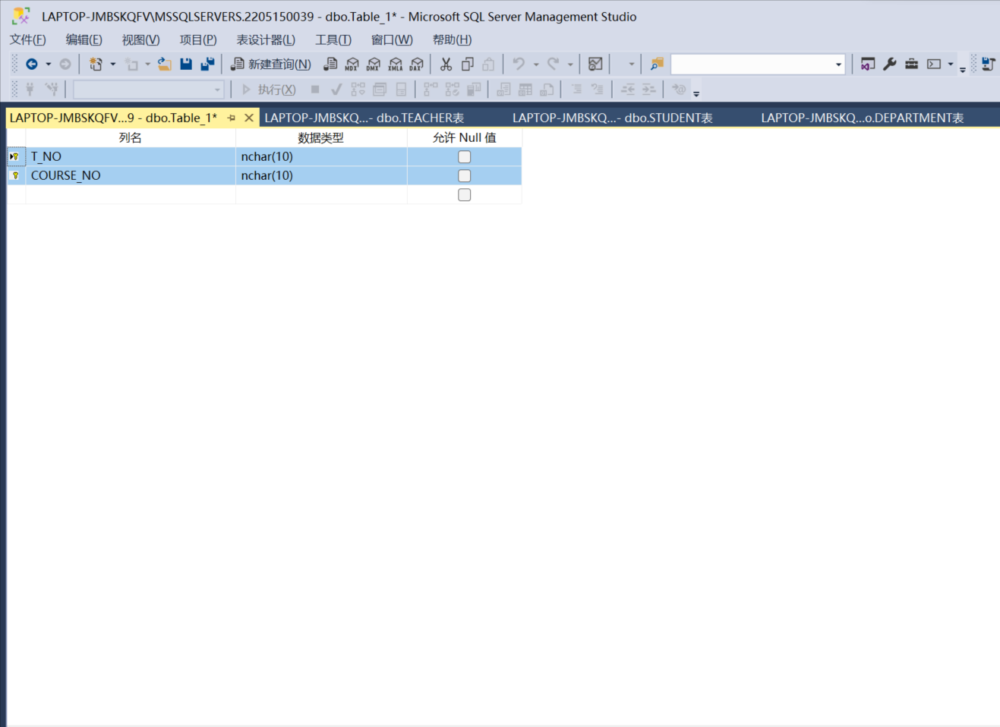 LAPTOP-JMBSKQFV\MSSQLSERVERS.2205150039 - dbo.Table_1* - Microsoft SQL Server Management Studio
文件(F) 编辑(E) 视图(V) 项目(P) 表设计器(L) 工具(T) 窗口(W) 帮助(H)
新建查询(N) MDX DMX XMLA DAX
执行(X)
LAPTOP-JMBSKQFV...9 - dbo.Table_1* LAPTOP-JMBSKQ...- dbo.TEACHER表 LAPTOP-JMBSKQ...- dbo.STUDENT表 LAPTOP-JMBSKQ...o.DEPARTMENT表
列名 数据类型 允许 Null 值
T_NO nchar(10)
COURSE_NO nchar(10)